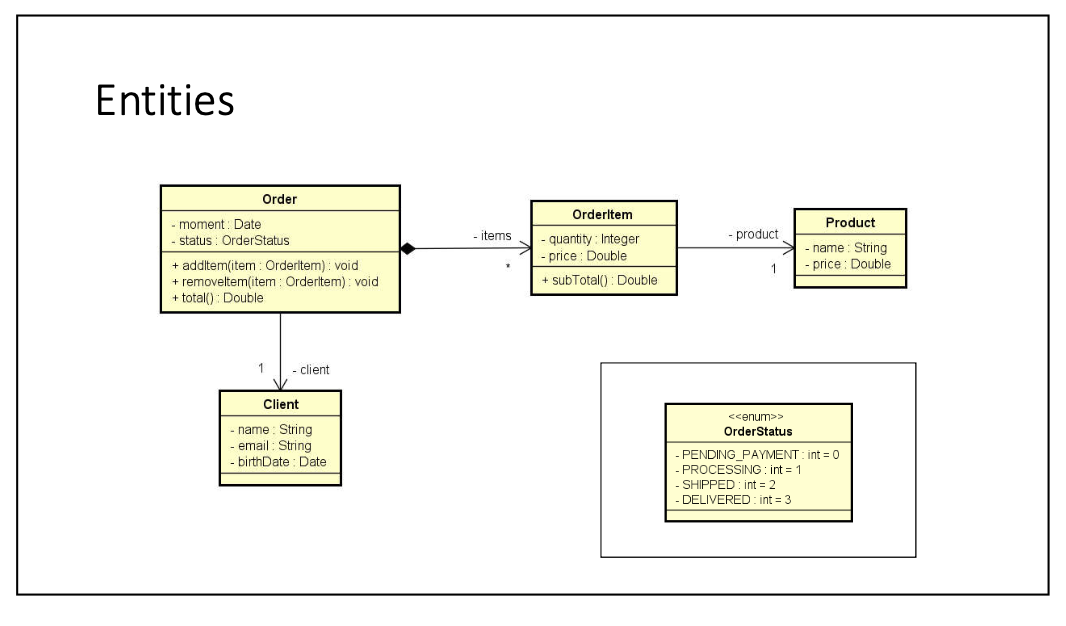 Entities
Order
- moment : Date
- status : OrderStatus
+ addItem(item : OrderItem) : void
+ removeItem(item : OrderItem) : void
+ total() : Double
- items
*
OrderItem
- quantity : Integer
- price : Double
+ subTotal() : Double
- product
1
Product
- name : String
- price : Double
1
- client
Client
- name : String
- email : String
- birthDate : Date
<<enum>>
OrderStatus
- PENDING_PAYMENT : int = 0
- PROCESSING : int = 1
- SHIPPED : int = 2
- DELIVERED : int = 3